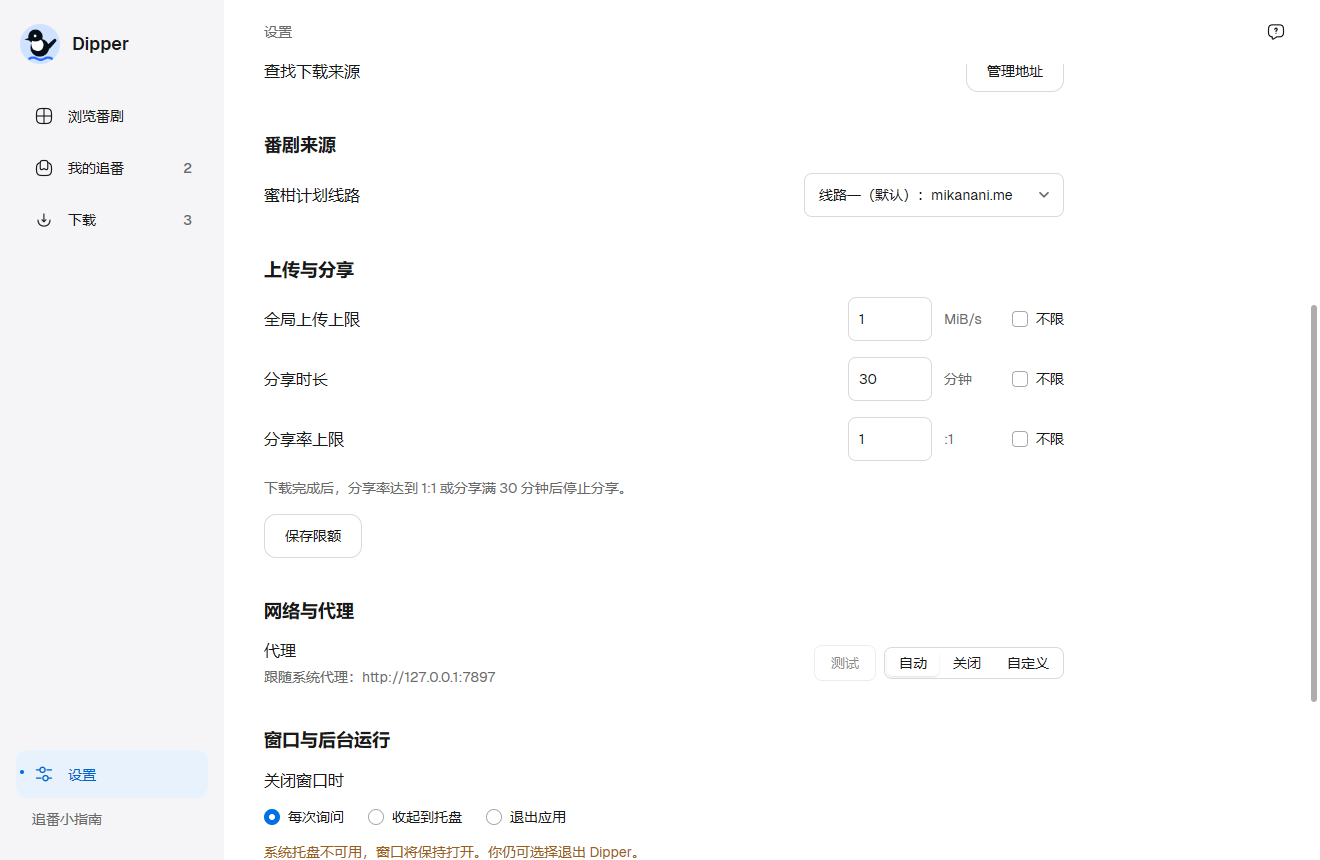 Dipper
浏览番剧
我的追番 2
下载 3
设置
追番小指南
设置
查找下载来源 管理地址
番剧来源
蜜柑计划线路 线路一（默认）：mikanani.me
上传与分享
全局上传上限 1 MiB/s 不限
分享时长 30 分钟 不限
分享率上限 1 :1 不限
下载完成后，分享率达到 1:1 或分享满 30 分钟后停止分享。
保存限额
网络与代理
代理
跟随系统代理：http://127.0.0.1:7897 测试 自动 关闭 自定义
窗口与后台运行
关闭窗口时
每次询问 收起到托盘 退出应用
系统托盘不可用，窗口将保持打开。你仍可选择退出 Dipper。